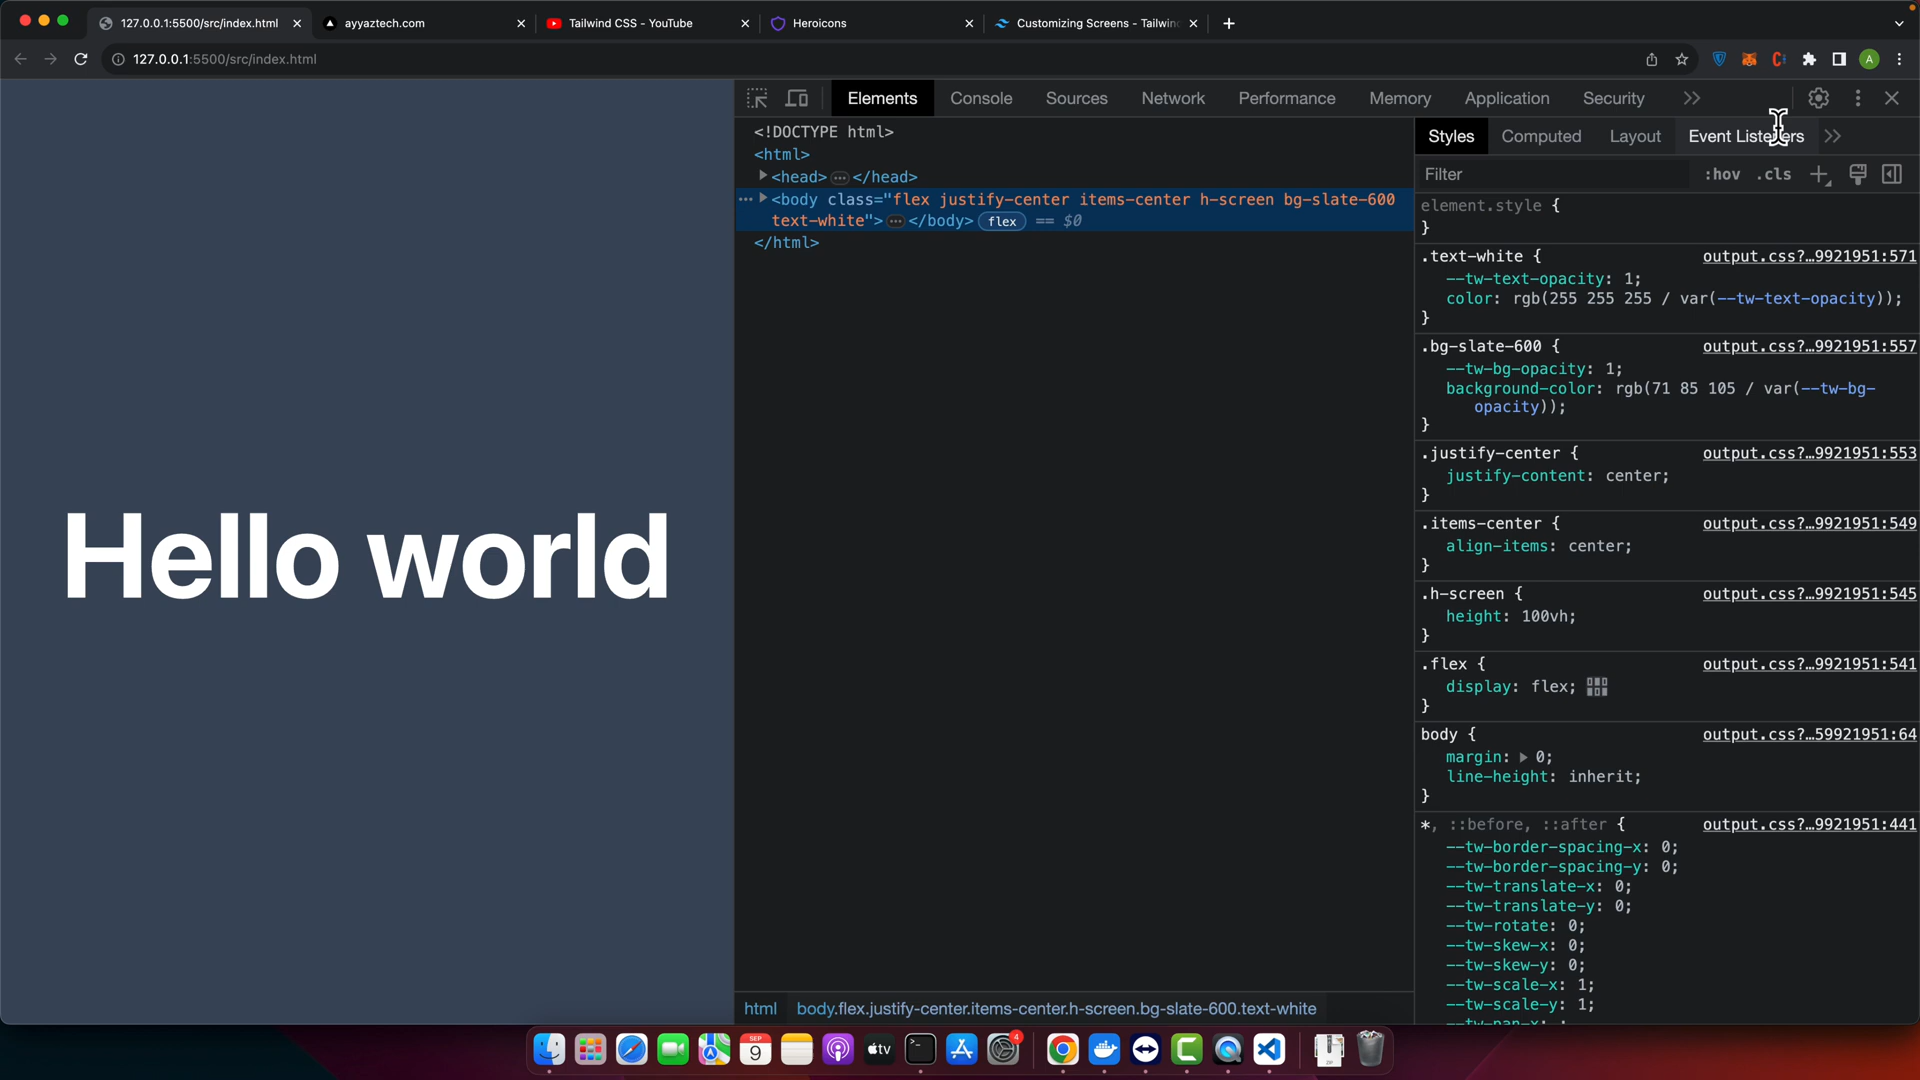 127.0.0.1:5500/src/index.html
ayyaztech.com
Tailwind CSS - YouTube
Heroicons
Customizing Screens - Tailwin
127.0.0.1:5500/src/index.html
A
Elements
Console
Sources
Network
Performance
Memory
Application
Security
<!DOCTYPE html>
<html>
<head> ··· </head>
<body class="flex justify-center items-center h-screen bg-slate-600
text-white"> ··· </body> flex == $0
</html>
Hello world
html
body.flex.justify-center.items-center.h-screen.bg-slate-600.text-white
Styles
Computed
Layout
Event Listeners
Filter
:hov
.cls
element.style {
}
.text-white { output.css?…9921951:571
--tw-text-opacity: 1;
color: rgb(255 255 255 / var(--tw-text-opacity));
}
.bg-slate-600 { output.css?…9921951:557
--tw-bg-opacity: 1;
background-color: rgb(71 85 105 / var(--tw-bg-
opacity));
}
.justify-center { output.css?…9921951:553
justify-content: center;
}
.items-center { output.css?…9921951:549
align-items: center;
}
.h-screen { output.css?…9921951:545
height: 100vh;
}
.flex { output.css?…9921951:541
display: flex;
}
body { output.css?…59921951:64
margin: 0;
line-height: inherit;
}
*, ::before, ::after { output.css?…9921951:441
--tw-border-spacing-x: 0;
--tw-border-spacing-y: 0;
--tw-translate-x: 0;
--tw-translate-y: 0;
--tw-rotate: 0;
--tw-skew-x: 0;
--tw-skew-y: 0;
--tw-scale-x: 1;
--tw-scale-y: 1;
SEP
9
tv
4
ZIP